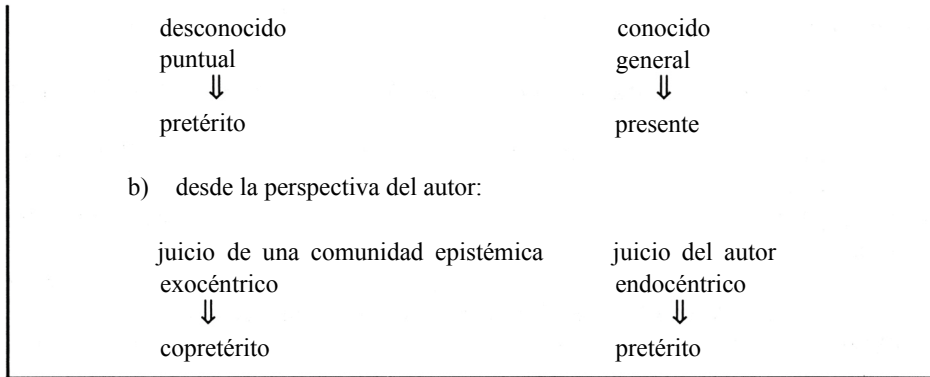 desconocido conocido
puntual general
⇓ ⇓
pretérito presente
b) desde la perspectiva del autor:
juicio de una comunidad epistémica juicio del autor
exocéntrico endocéntrico
⇓ ⇓
copretérito pretérito